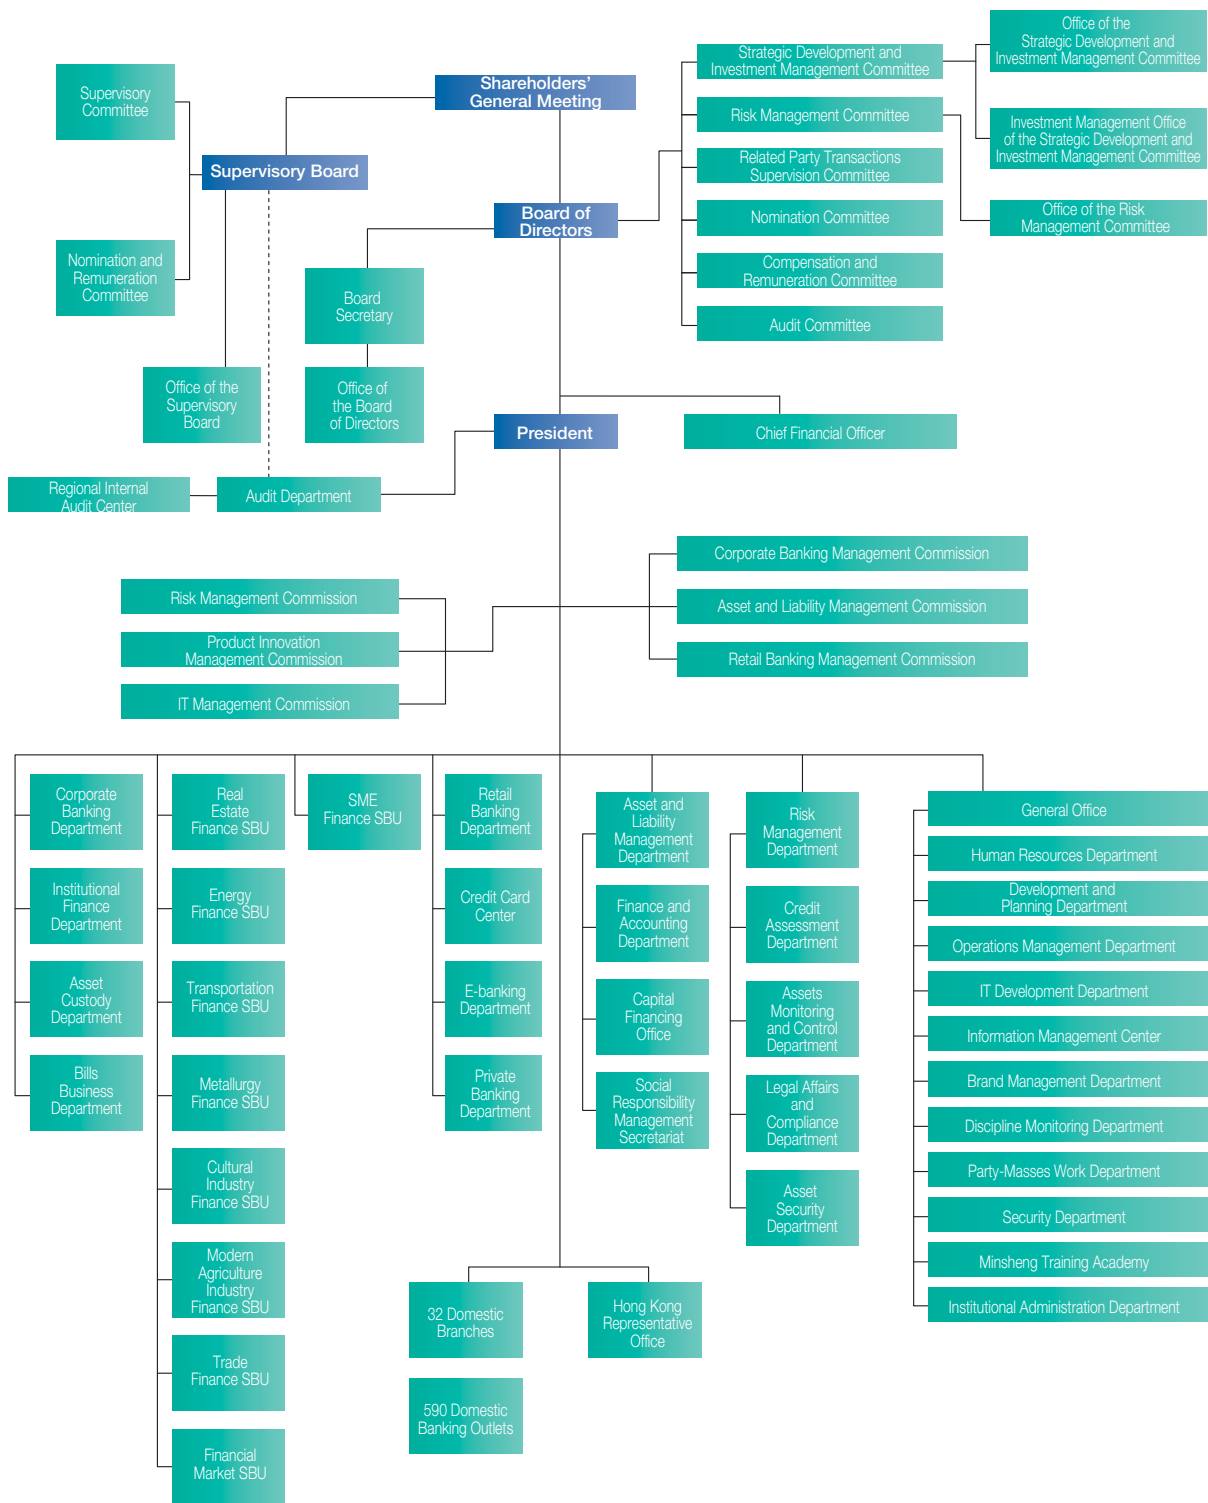 Office of the
Strategic Development and
Investment Management Committee
Strategic Development and
Investment Management Committee
Shareholders'
General Meeting
Supervisory
Committee
Risk Management Committee
Investment Management Office
of the Strategic Development and
Investment Management Committee
Related Party Transactions
Supervision Committee
Supervisory Board
Board of
Directors
Nomination Committee
Office of the Risk
Management Committee
Nomination and
Remuneration
Committee
Compensation and
Remuneration Committee
Board
Secretary
Audit Committee
Office of the
Supervisory
Board
Office of
the Board
of Directors
President
Chief Financial Officer
Regional Internal
Audit Center
Audit Department
Corporate Banking Management Commission
Risk Management Commission
Asset and Liability Management Commission
Product Innovation
Management Commission
Retail Banking Management Commission
IT Management Commission
Corporate
Banking
Department
Institutional
Finance
Department
Asset
Custody
Department
Bills
Business
Department
Real
Estate
Finance SBU
Energy
Finance SBU
Transportation
Finance SBU
Metallurgy
Finance SBU
Cultural
Industry
Finance SBU
Modern
Agriculture
Industry
Finance SBU
Trade
Finance SBU
Financial
Market SBU
SME
Finance SBU
Retail
Banking
Department
Credit Card
Center
E-banking
Department
Private
Banking
Department
Asset and
Liability
Management
Department
Finance and
Accounting
Department
Capital
Financing
Office
Social
Responsibility
Management
Secretariat
Risk
Management
Department
Credit
Assessment
Department
Assets
Monitoring
and Control
Department
Legal Affairs
and
Compliance
Department
Asset
Security
Department
General Office
Human Resources Department
Development and
Planning Department
Operations Management Department
IT Development Department
Information Management Center
Brand Management Department
Discipline Monitoring Department
Party-Masses Work Department
Security Department
Minsheng Training Academy
Institutional Administration Department
32 Domestic
Branches
Hong Kong
Representative
Office
590 Domestic
Banking Outlets